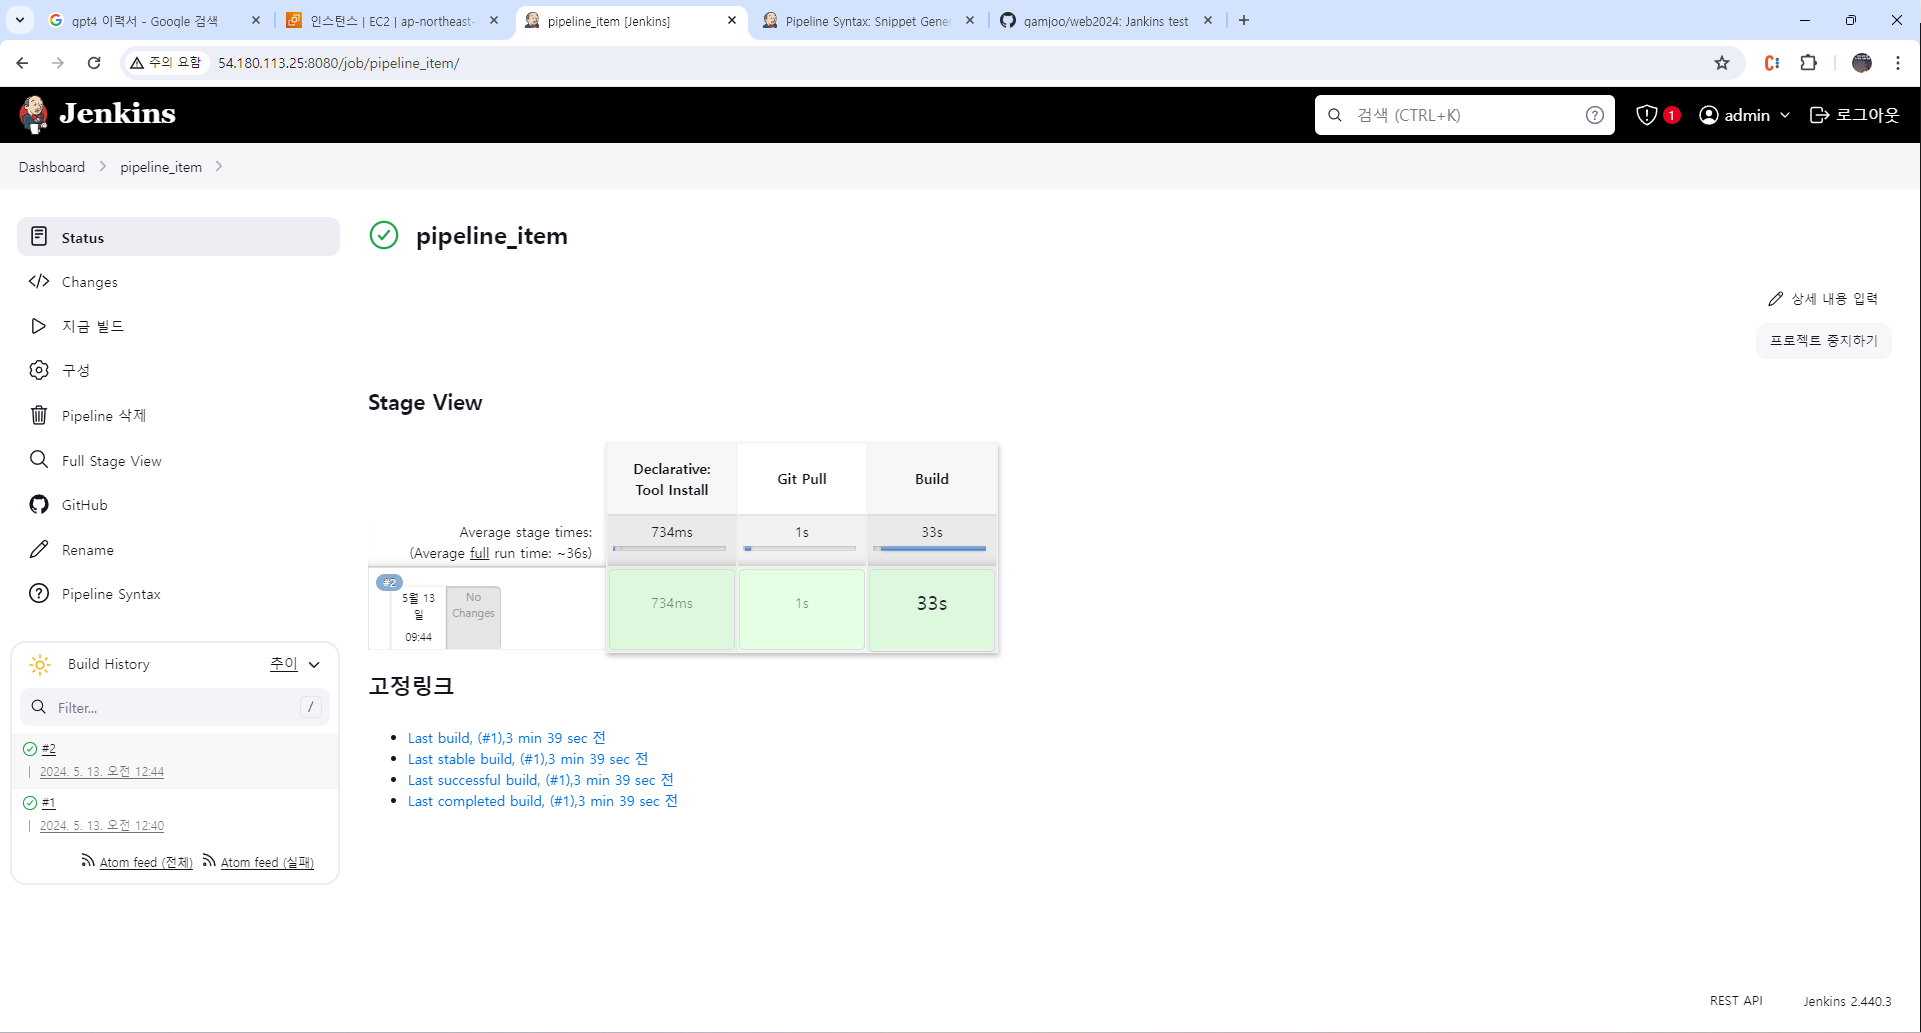 qpt4 이력서 - Google 검색
인스턴스 | EC2 | ap-northeast-
pipeline_item [Jenkins]
Pipeline Syntax: Snippet Gener
qamjoo/web2024: Jankins test
주의 요함
54.180.113.25:8080/job/pipeline_item/
Jenkins
검색 (CTRL+K)
1
admin
로그아웃
Dashboard
pipeline_item
Status
Changes
지금 빌드
구성
Pipeline 삭제
Full Stage View
GitHub
Rename
Pipeline Syntax
Build History
추이
Filter...
/
#2
2024. 5. 13. 오전 12:44
#1
2024. 5. 13. 오전 12:40
Atom feed (전체)
Atom feed (실패)
pipeline_item
상세 내용 입력
프로젝트 중지하기
Stage View
Declarative:
Tool Install
Git Pull
Build
Average stage times:
(Average full run time: ~36s)
734ms
1s
33s
#2
5월 13
일
09:44
No
Changes
734ms
1s
33s
고정링크
Last build, (#1),3 min 39 sec 전
Last stable build, (#1),3 min 39 sec 전
Last successful build, (#1),3 min 39 sec 전
Last completed build, (#1),3 min 39 sec 전
REST API
Jenkins 2.440.3